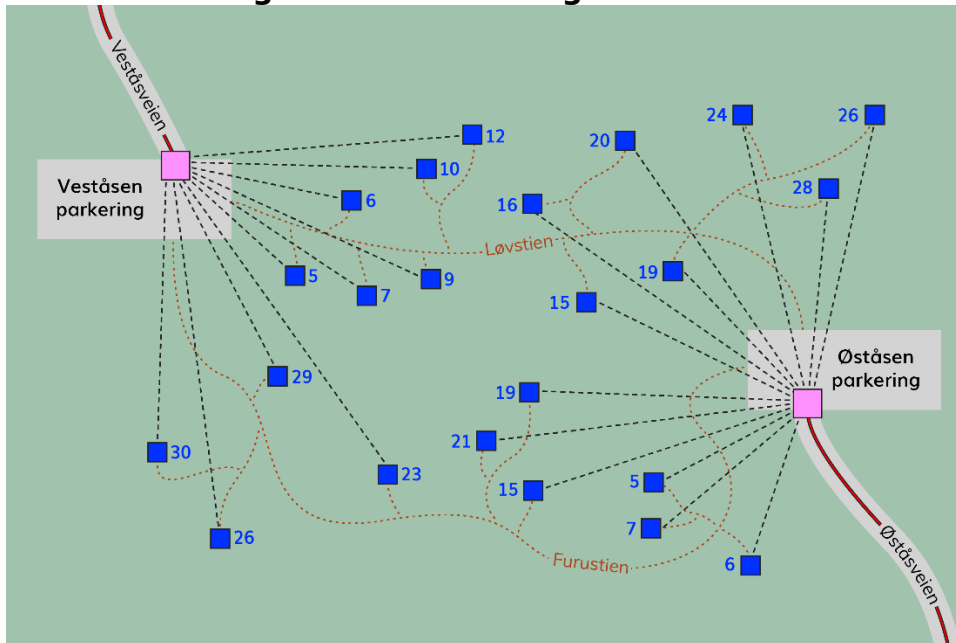 Veståsveien
12
10
20
24
26
Veståsen
parkering
6
16
28
Løvstien
5
7
9
19
15
Øståsen
parkering
29
19
30
21
23
15
5
26
7
Furustien
6
Øståsveien